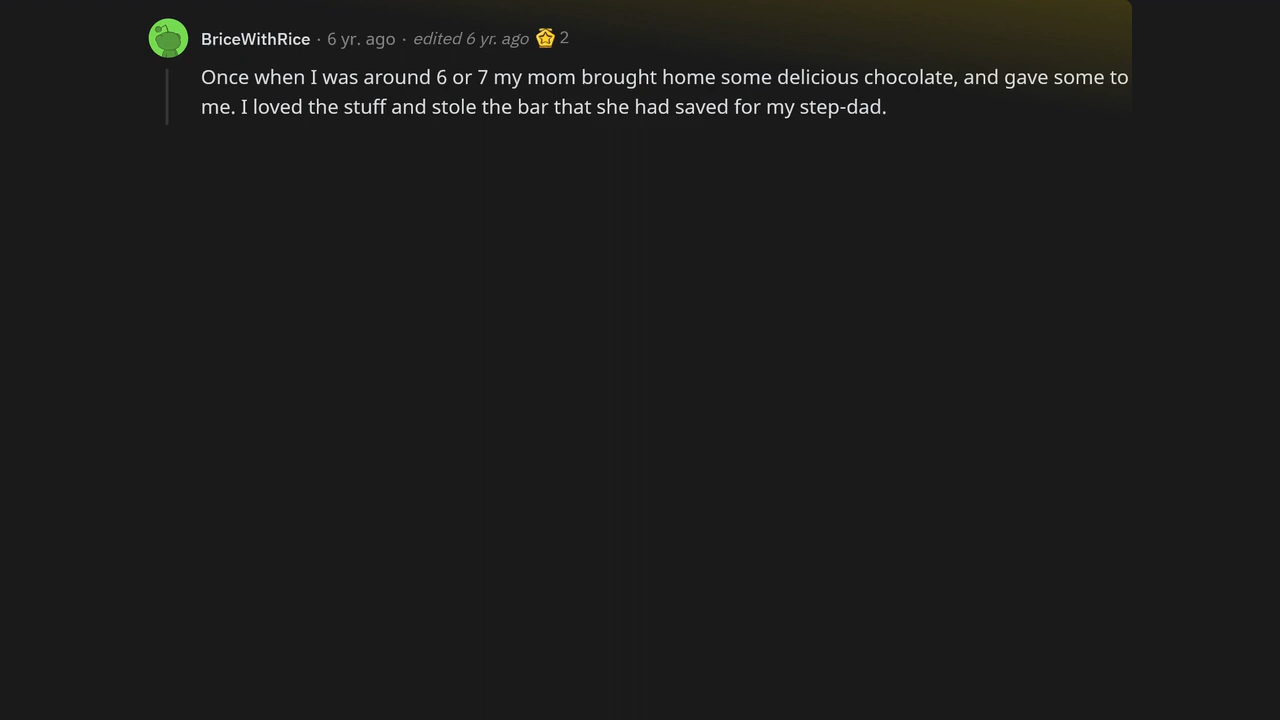 BriceWithRice · 6 yr. ago · edited 6 yr. ago 2
Once when I was around 6 or 7 my mom brought home some delicious chocolate, and gave some to
me. I loved the stuff and stole the bar that she had saved for my step-dad.